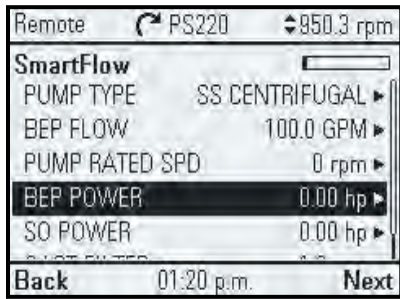 Remote PS220 950.3 rpm
SmartFlow
PUMP TYPE SS CENTRIFUGAL
BEP FLOW 100.0 GPM
PUMP RATED SPD 0 rpm
BEP POWER 0.00 hp
SO POWER 0.00 hp
Back 01:20 p.m. Next